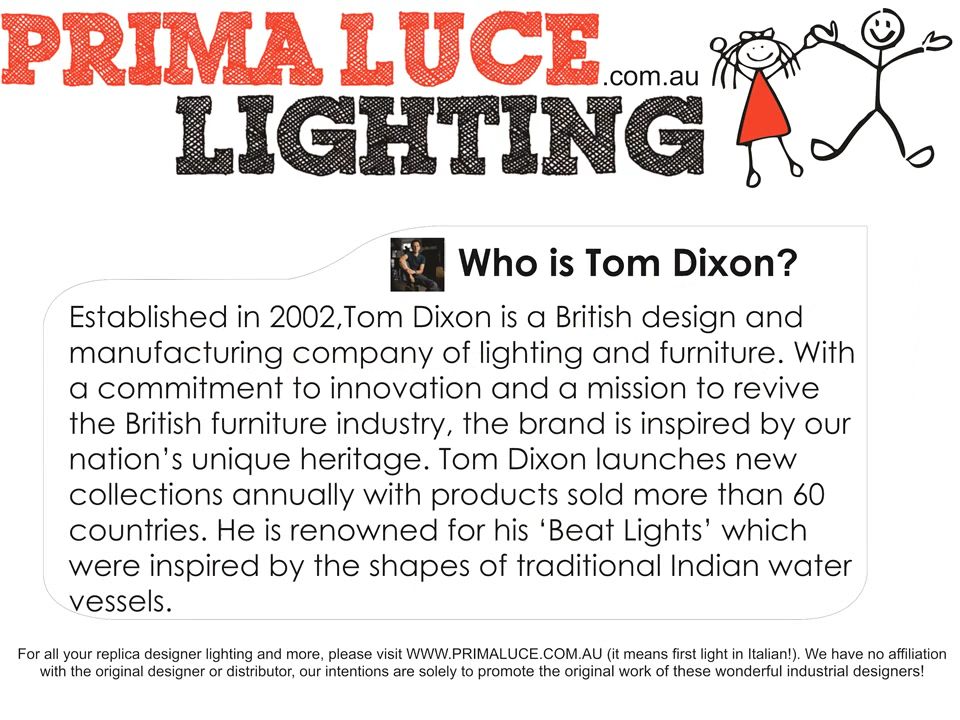 PRIMA LUCE
.com.au
LIGHTING
Who is Tom Dixon?
Established in 2002,Tom Dixon is a British design and
manufacturing company of lighting and furniture. With
a commitment to innovation and a mission to revive
the British furniture industry, the brand is inspired by our
nation’s unique heritage. Tom Dixon launches new
collections annually with products sold more than 60
countries. He is renowned for his ‘Beat Lights’ which
were inspired by the shapes of traditional Indian water
vessels.
For all your replica designer lighting and more, please visit WWW.PRIMALUCE.COM.AU (it means first light in Italian!). We have no affiliation
with the original designer or distributor, our intentions are solely to promote the original work of these wonderful industrial designers!